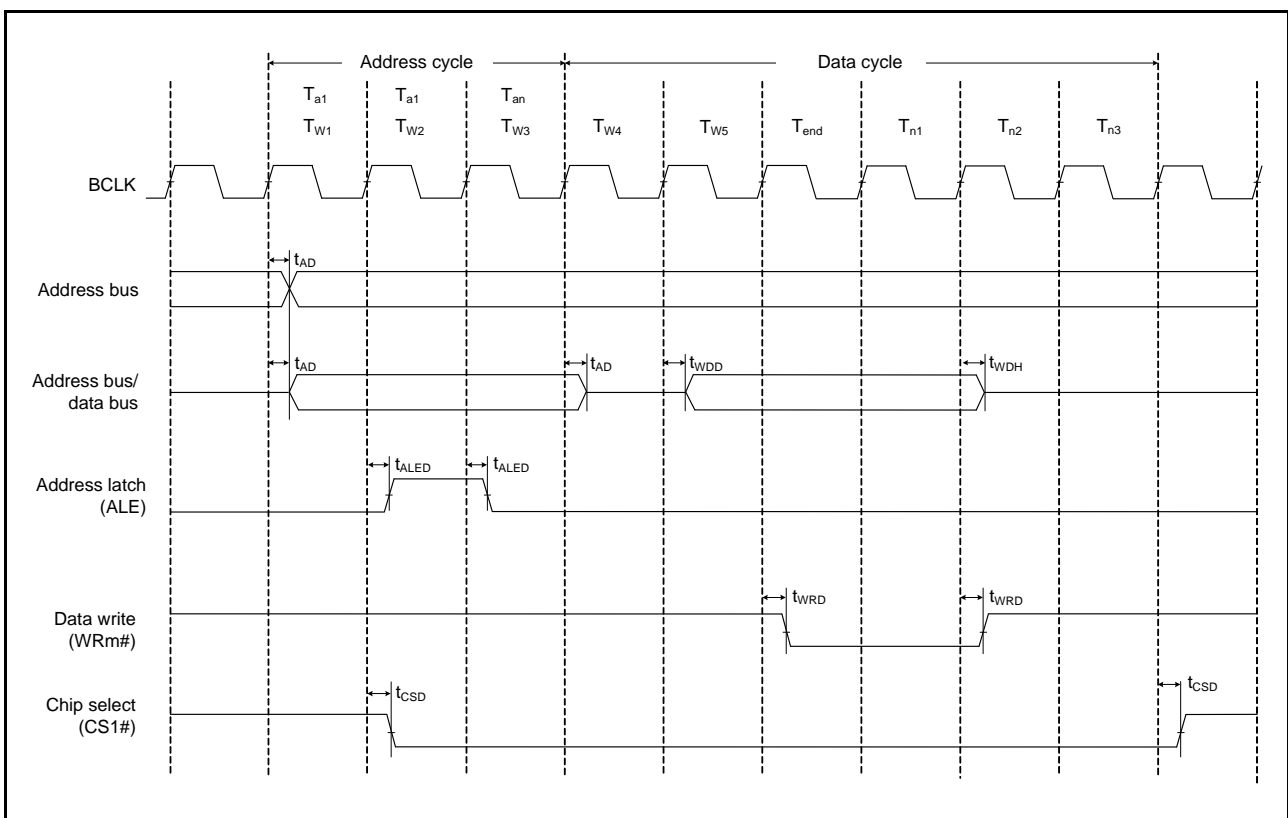 Address cycle Data cycle
Ta1 Ta1 Tan
TW1 TW2 TW3 TW4 TW5 Tend Tn1 Tn2 Tn3
BCLK
tAD
Address bus
tAD tAD tWDD tWDH
Address bus/
data bus
tALED tALED
Address latch
(ALE)
tWRD tWRD
Data write
(WRm#)
tCSD tCSD
Chip select
(CS1#)